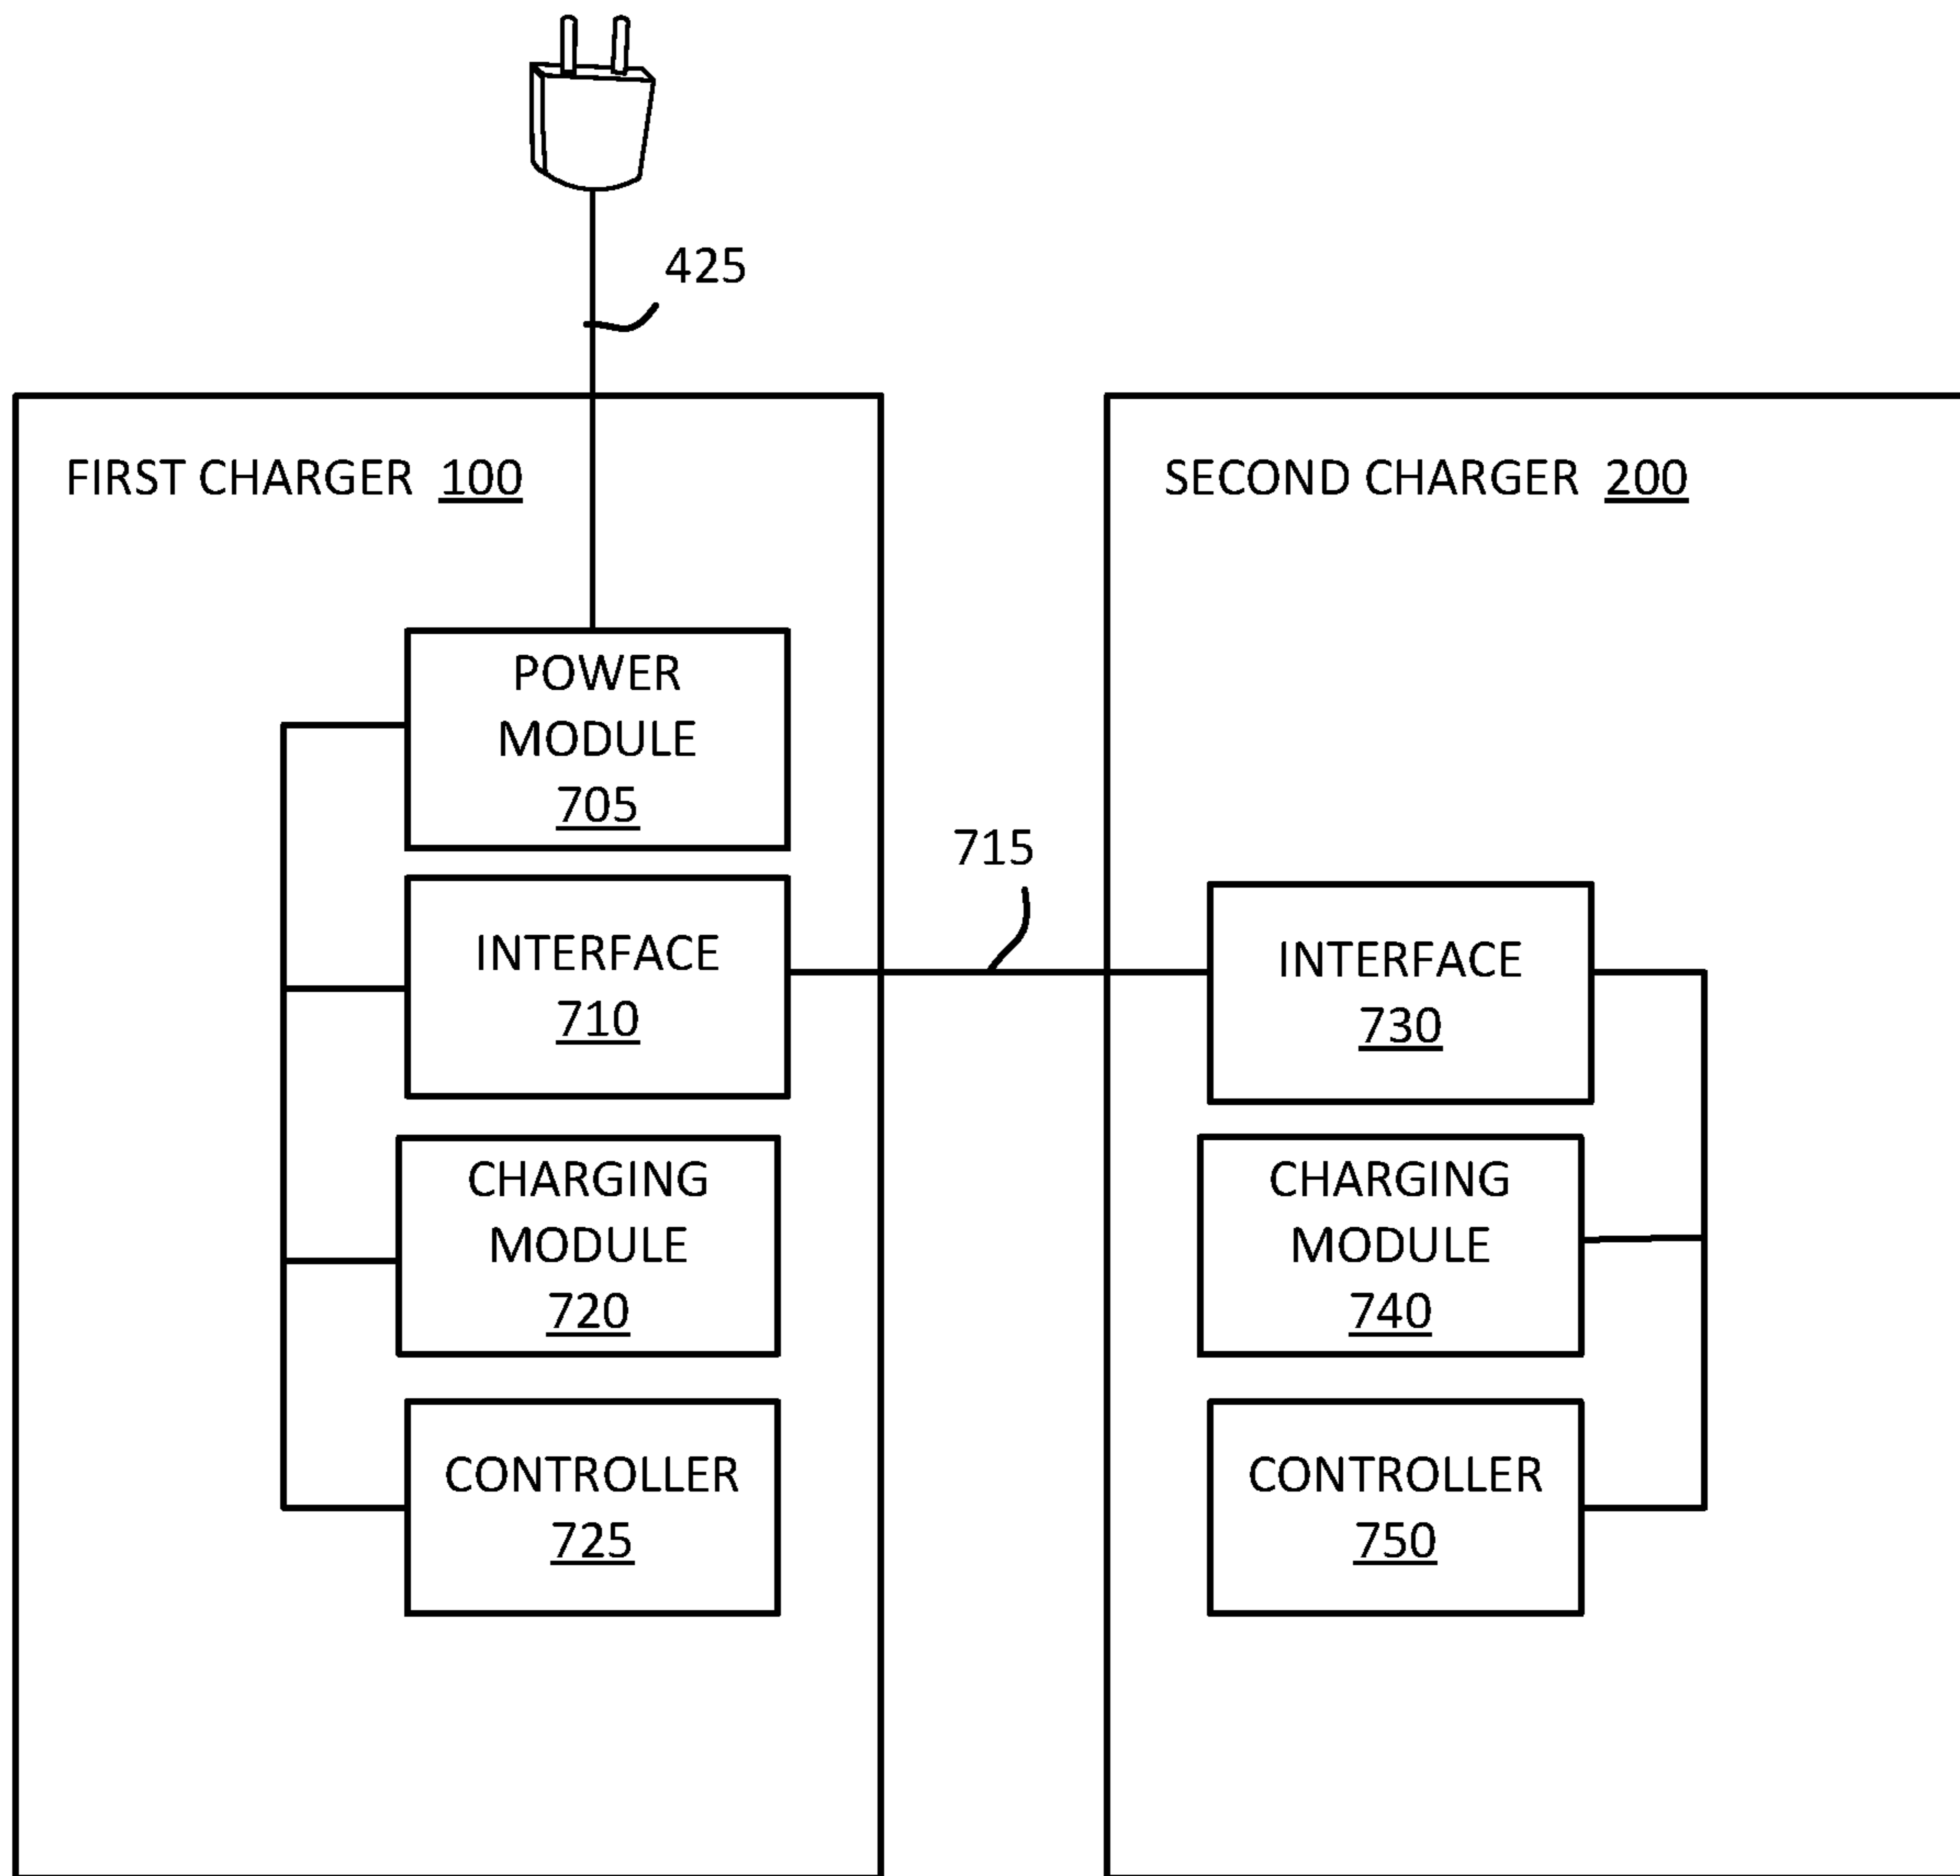 425
FIRST CHARGER 100
POWER
MODULE
705
INTERFACE
710
CHARGING
MODULE
720
CONTROLLER
725
715
SECOND CHARGER 200
INTERFACE
730
CHARGING
MODULE
740
CONTROLLER
750